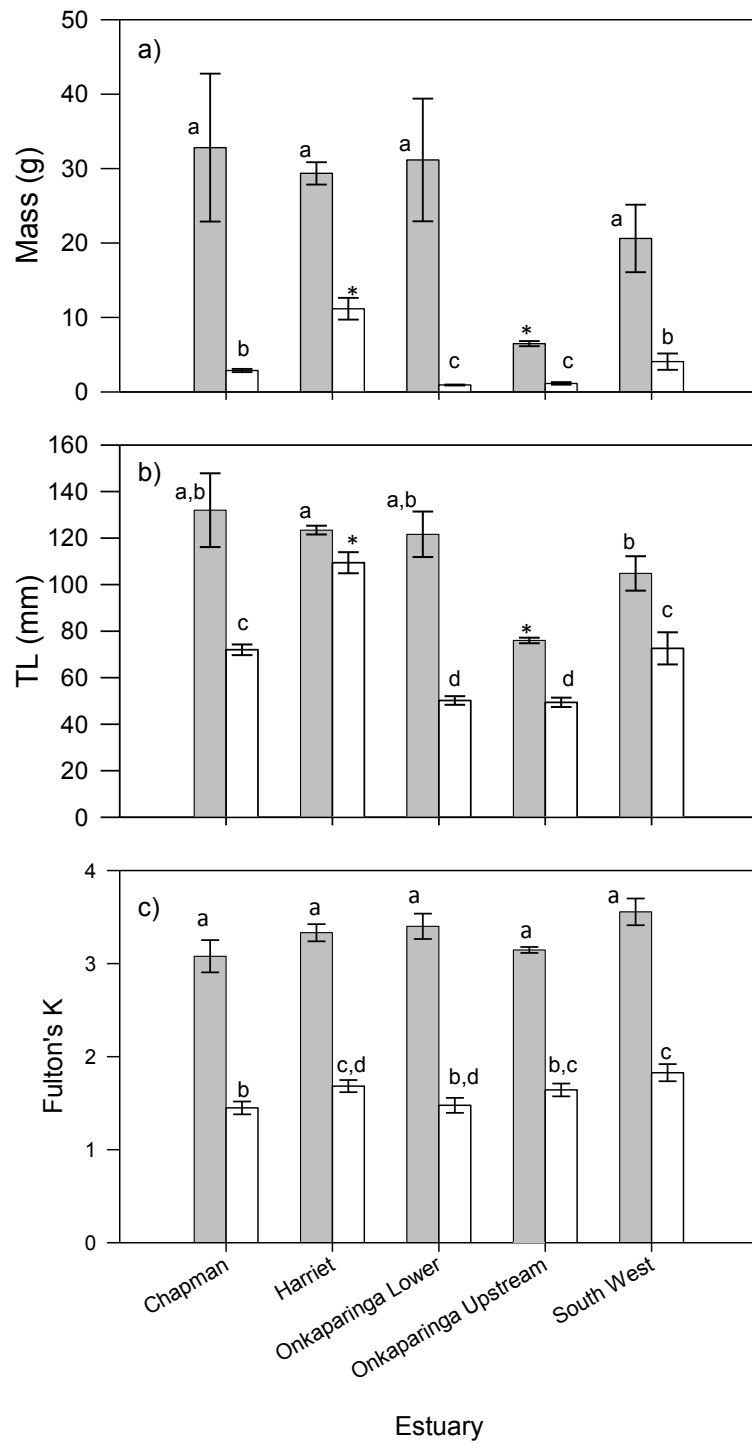 50
a)
40
30
20
10
0
Mass (g)
a
b
a
*
a
c
*
c
a
b
160
b)
140
120
100
80
60
40
20
0
TL (mm)
a,b
c
a
*
a,b
d
*
d
b
c
4
c)
3
2
1
0
Fulton's K
a
b
a
c,d
a
b,d
a
b,c
a
c
Chapman
Harriet
Onkaparinga Lower
Onkaparinga Upstream
South West
Estuary